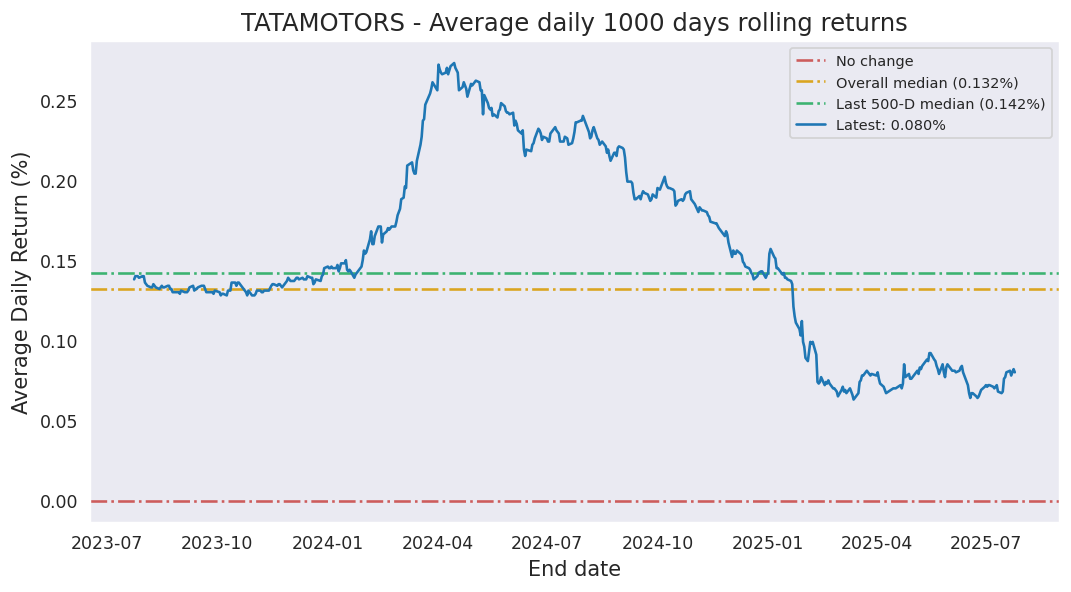 TATAMOTORS - Average daily 1000 days rolling returns
No change
Overall median (0.132%)
Last 500-D median (0.142%)
Latest: 0.080%
Average Daily Return (%)
0.25
0.20
0.15
0.10
0.05
0.00
2023-07 2023-10 2024-01 2024-04 2024-07 2024-10 2025-01 2025-04 2025-07
End date